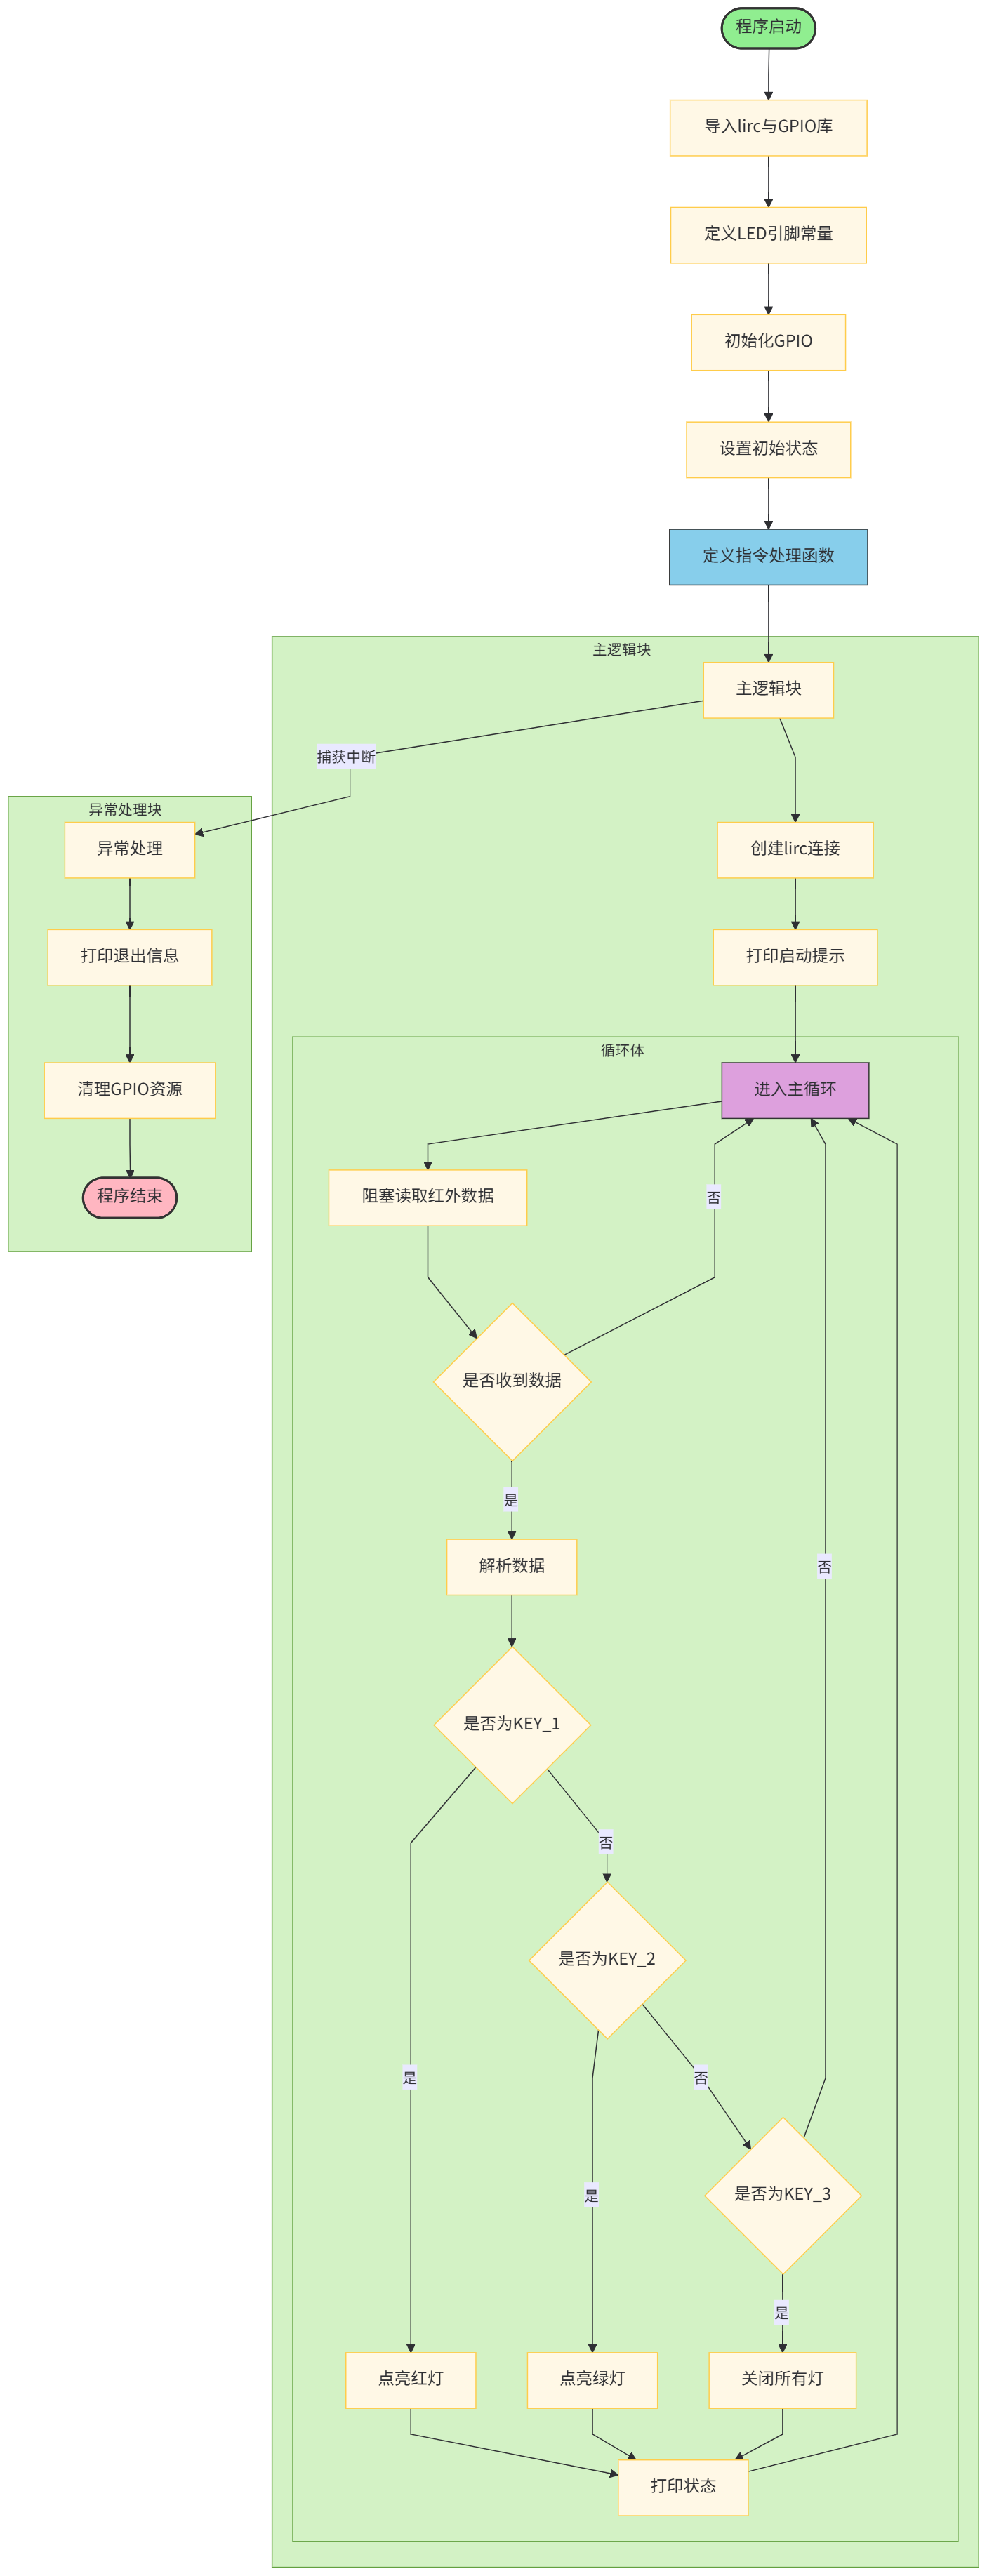 程序启动
导入lirc与GPIO库
定义LED引脚常量
初始化GPIO
设置初始状态
定义指令处理函数
主逻辑块
主逻辑块
捕获中断
异常处理块
异常处理
创建lirc连接
打印退出信息
打印启动提示
循环体
清理GPIO资源
进入主循环
程序结束
阻塞读取红外数据
否
是否收到数据
是
解析数据
否
是否为KEY_1
否
是否为KEY_2
是
否
是
是否为KEY_3
是
点亮红灯
点亮绿灯
关闭所有灯
打印状态